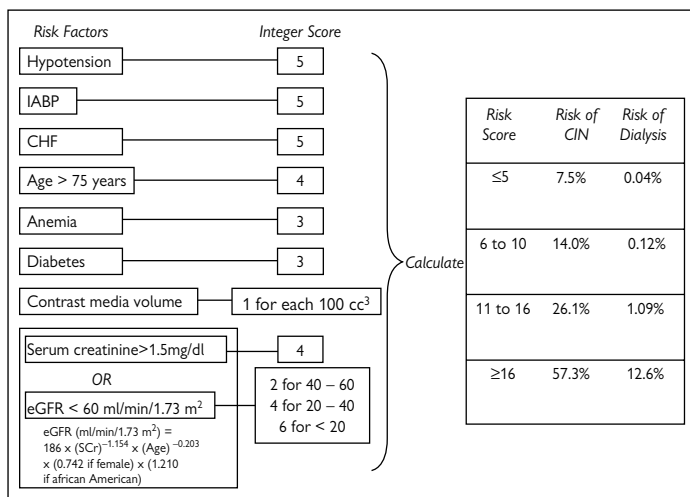 Risk Factors Integer Score
Hypotension 5
IABP 5
CHF 5
Age > 75 years 4
Anemia 3
Diabetes 3
Contrast media volume 1 for each 100 cc³
Serum creatinine>1.5mg/dl 4
OR
eGFR < 60 ml/min/1.73 m²
2 for 40 – 60
4 for 20 – 40
6 for < 20
eGFR (ml/min/1.73 m²) =
186 x (SCr)⁻¹·¹⁵⁴ x (Age) ⁻⁰·²⁰³
x (0.742 if female) x (1.210
if african American)
Calculate
Risk Score Risk of CIN Risk of Dialysis
≤5 7.5% 0.04%
6 to 10 14.0% 0.12%
11 to 16 26.1% 1.09%
≥16 57.3% 12.6%